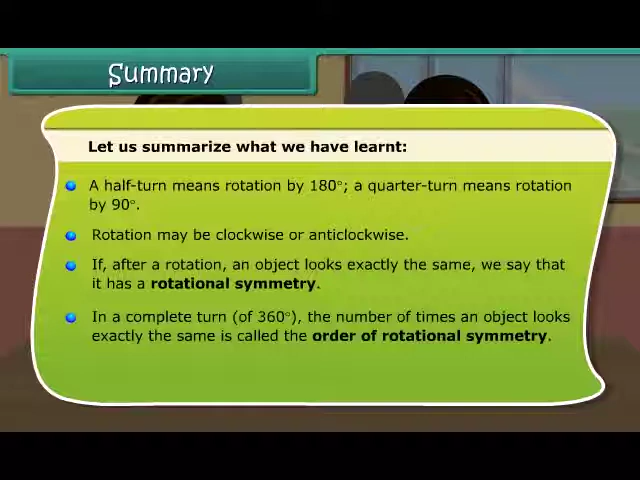 Summary
Let us summarize what we have learnt:
A half-turn means rotation by 180°; a quarter-turn means rotation
by 90°.
Rotation may be clockwise or anticlockwise.
If, after a rotation, an object looks exactly the same, we say that
it has a rotational symmetry.
In a complete turn (of 360°), the number of times an object looks
exactly the same is called the order of rotational symmetry.